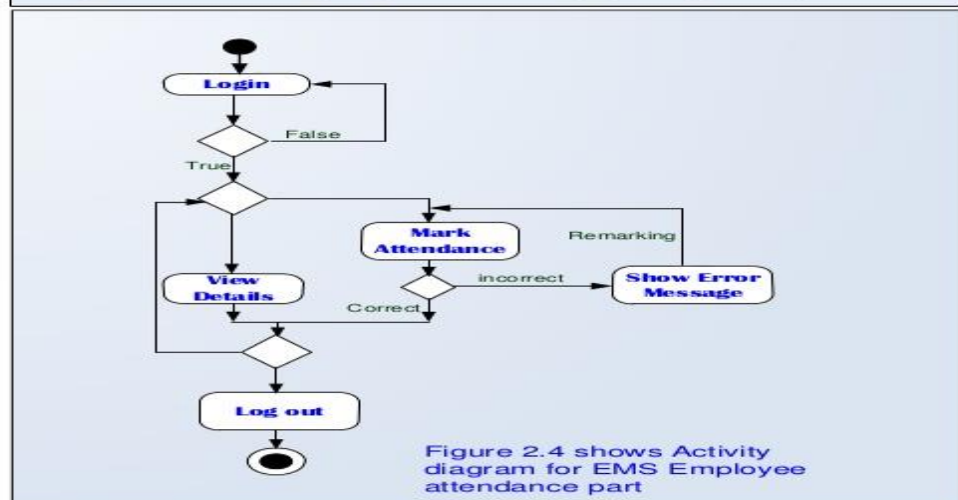 Login
False
True
Mark
Attendance
Remarking
View
Details
incorrect
Show Error
Message
Correct
Log out
Figure 2.4 shows Activity
diagram for EMS Employee
attendance part